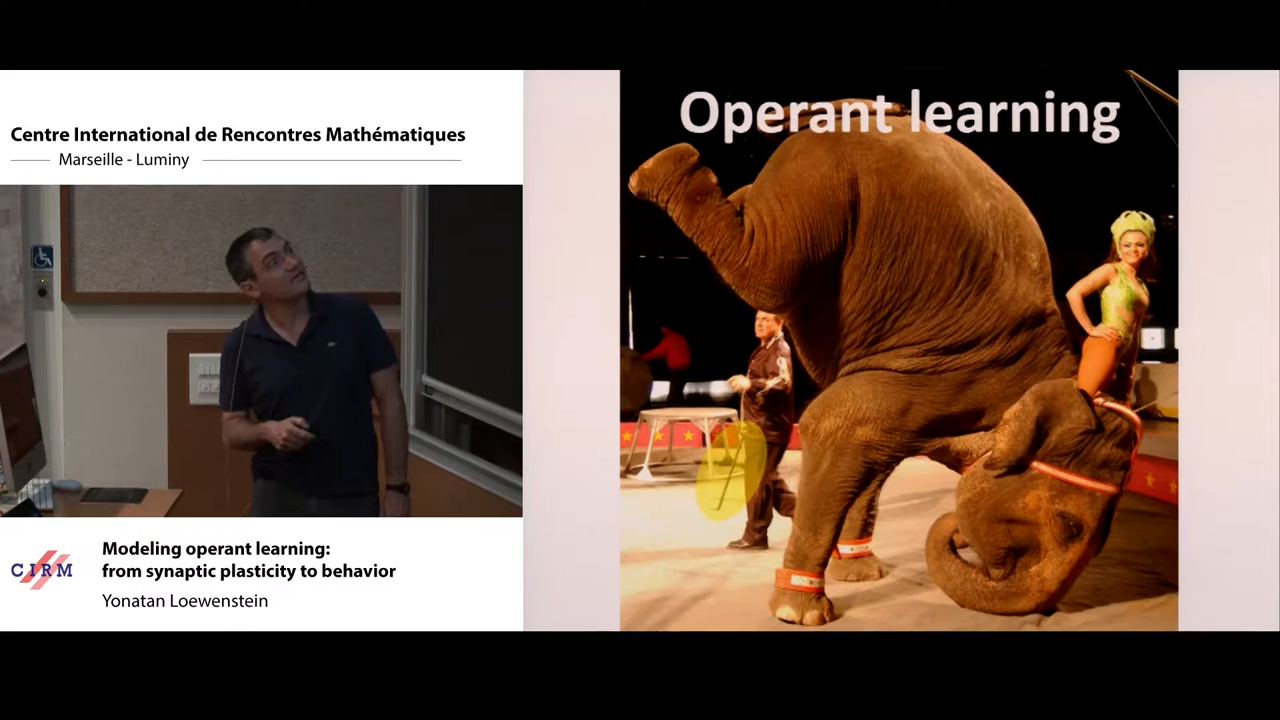 Centre International de Rencontres Mathématiques
Marseille - Luminy
Operant learning
CIRM
Modeling operant learning:
from synaptic plasticity to behavior
Yonatan Loewenstein